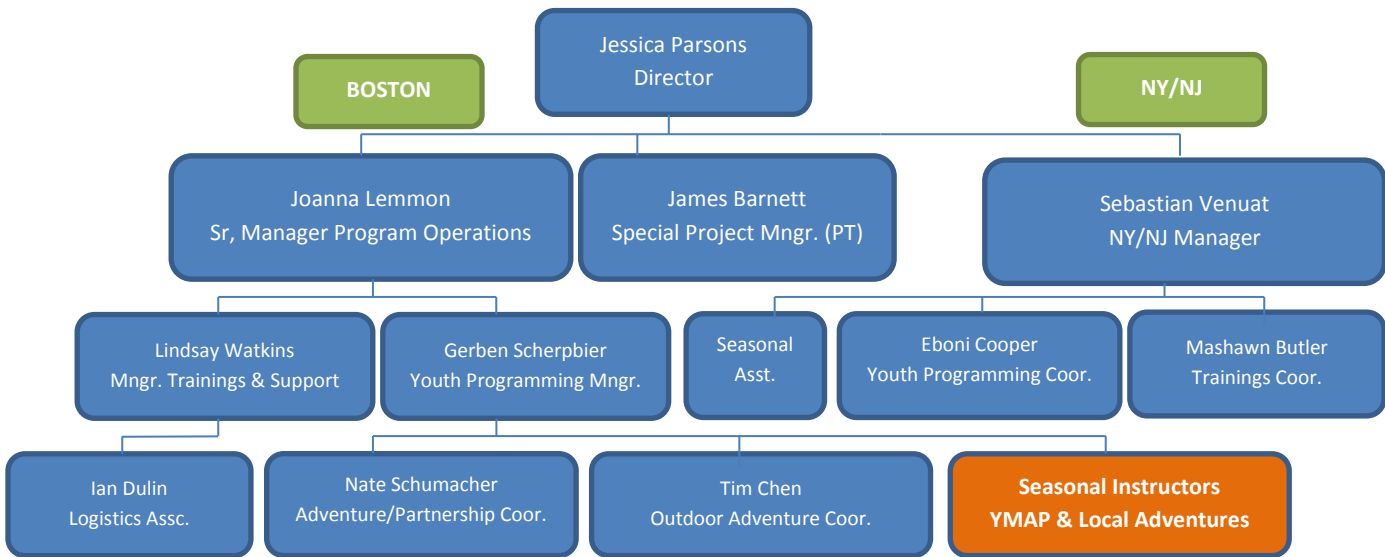 Jessica Parsons
Director
BOSTON
NY/NJ
Joanna Lemmon
Sr, Manager Program Operations
James Barnett
Special Project Mngr. (PT)
Sebastian Venuat
NY/NJ Manager
Lindsay Watkins
Mngr. Trainings & Support
Gerben Scherpbier
Youth Programming Mngr.
Seasonal
Asst.
Eboni Cooper
Youth Programming Coor.
Mashawn Butler
Trainings Coor.
Ian Dulin
Logistics Assc.
Nate Schumacher
Adventure/Partnership Coor.
Tim Chen
Outdoor Adventure Coor.
Seasonal Instructors
YMAP & Local Adventures